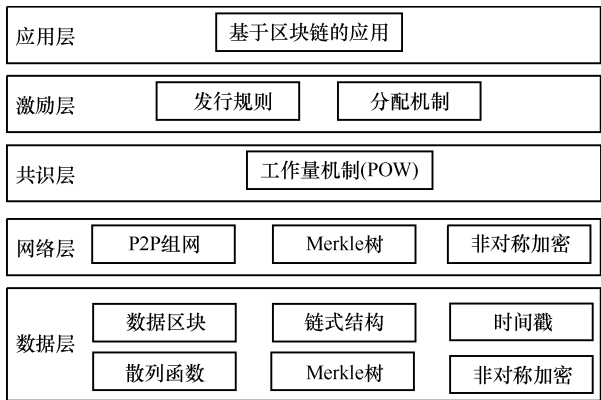 应用层
基于区块链的应用
激励层
发行规则
分配机制
共识层
工作量机制(POW)
网络层
P2P组网
Merkle树
非对称加密
数据层
数据区块
链式结构
时间戳
散列函数
Merkle树
非对称加密